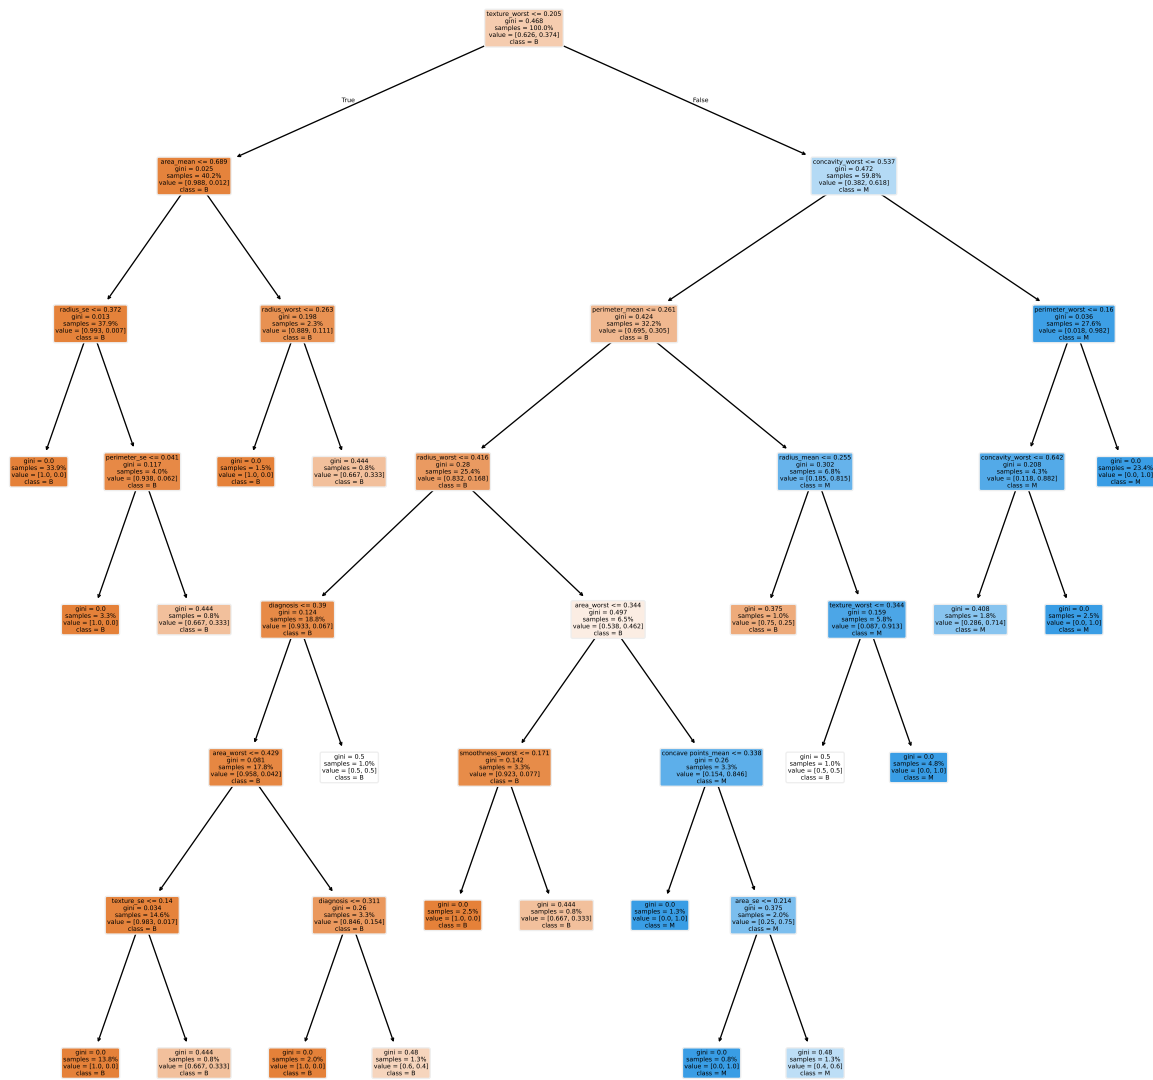 texture_worst <= 0.205
gini = 0.468
samples = 100.0%
value = [0.626, 0.374]
class = B
True
False
area_mean <= 0.689
gini = 0.025
samples = 40.2%
value = [0.988, 0.012]
class = B
concavity_worst <= 0.537
gini = 0.472
samples = 59.8%
value = [0.382, 0.618]
class = M
radius_se <= 0.372
gini = 0.013
samples = 37.9%
value = [0.993, 0.007]
class = B
radius_worst <= 0.263
gini = 0.198
samples = 2.3%
value = [0.889, 0.111]
class = B
perimeter_mean <= 0.261
gini = 0.424
samples = 32.2%
value = [0.695, 0.305]
class = B
perimeter_worst <= 0.16
gini = 0.036
samples = 27.6%
value = [0.018, 0.982]
class = M
gini = 0.0
samples = 33.9%
value = [1.0, 0.0]
class = B
perimeter_se <= 0.041
gini = 0.117
samples = 4.0%
value = [0.938, 0.062]
class = B
gini = 0.0
samples = 1.5%
value = [1.0, 0.0]
class = B
gini = 0.444
samples = 0.8%
value = [0.667, 0.333]
class = B
radius_worst <= 0.416
gini = 0.28
samples = 25.4%
value = [0.832, 0.168]
class = B
radius_mean <= 0.255
gini = 0.302
samples = 6.8%
value = [0.185, 0.815]
class = M
concavity_worst <= 0.642
gini = 0.208
samples = 4.3%
value = [0.118, 0.882]
class = M
gini = 0.0
samples = 23.4%
value = [0.0, 1.0]
class = M
gini = 0.0
samples = 3.3%
value = [1.0, 0.0]
class = B
gini = 0.444
samples = 0.8%
value = [0.667, 0.333]
class = B
diagnosis <= 0.39
gini = 0.124
samples = 18.8%
value = [0.933, 0.067]
class = B
area_worst <= 0.344
gini = 0.497
samples = 6.5%
value = [0.538, 0.462]
class = B
gini = 0.375
samples = 1.0%
value = [0.75, 0.25]
class = B
texture_worst <= 0.344
gini = 0.159
samples = 5.8%
value = [0.087, 0.913]
class = M
gini = 0.408
samples = 1.8%
value = [0.286, 0.714]
class = M
gini = 0.0
samples = 2.5%
value = [0.0, 1.0]
class = M
area_worst <= 0.429
gini = 0.081
samples = 17.8%
value = [0.958, 0.042]
class = B
gini = 0.5
samples = 1.0%
value = [0.5, 0.5]
class = B
smoothness_worst <= 0.171
gini = 0.142
samples = 3.3%
value = [0.923, 0.077]
class = B
concave points_mean <= 0.338
gini = 0.26
samples = 3.3%
value = [0.154, 0.846]
class = M
gini = 0.5
samples = 1.0%
value = [0.5, 0.5]
class = B
gini = 0.0
samples = 4.8%
value = [0.0, 1.0]
class = M
texture_se <= 0.14
gini = 0.034
samples = 14.6%
value = [0.983, 0.017]
class = B
diagnosis <= 0.311
gini = 0.26
samples = 3.3%
value = [0.846, 0.154]
class = B
gini = 0.0
samples = 2.5%
value = [1.0, 0.0]
class = B
gini = 0.444
samples = 0.8%
value = [0.667, 0.333]
class = B
gini = 0.0
samples = 1.3%
value = [0.0, 1.0]
class = M
area_se <= 0.214
gini = 0.375
samples = 2.0%
value = [0.25, 0.75]
class = M
gini = 0.0
samples = 13.8%
value = [1.0, 0.0]
class = B
gini = 0.444
samples = 0.8%
value = [0.667, 0.333]
class = B
gini = 0.0
samples = 2.0%
value = [1.0, 0.0]
class = B
gini = 0.48
samples = 1.3%
value = [0.6, 0.4]
class = B
gini = 0.0
samples = 0.8%
value = [0.0, 1.0]
class = M
gini = 0.48
samples = 1.3%
value = [0.4, 0.6]
class = M